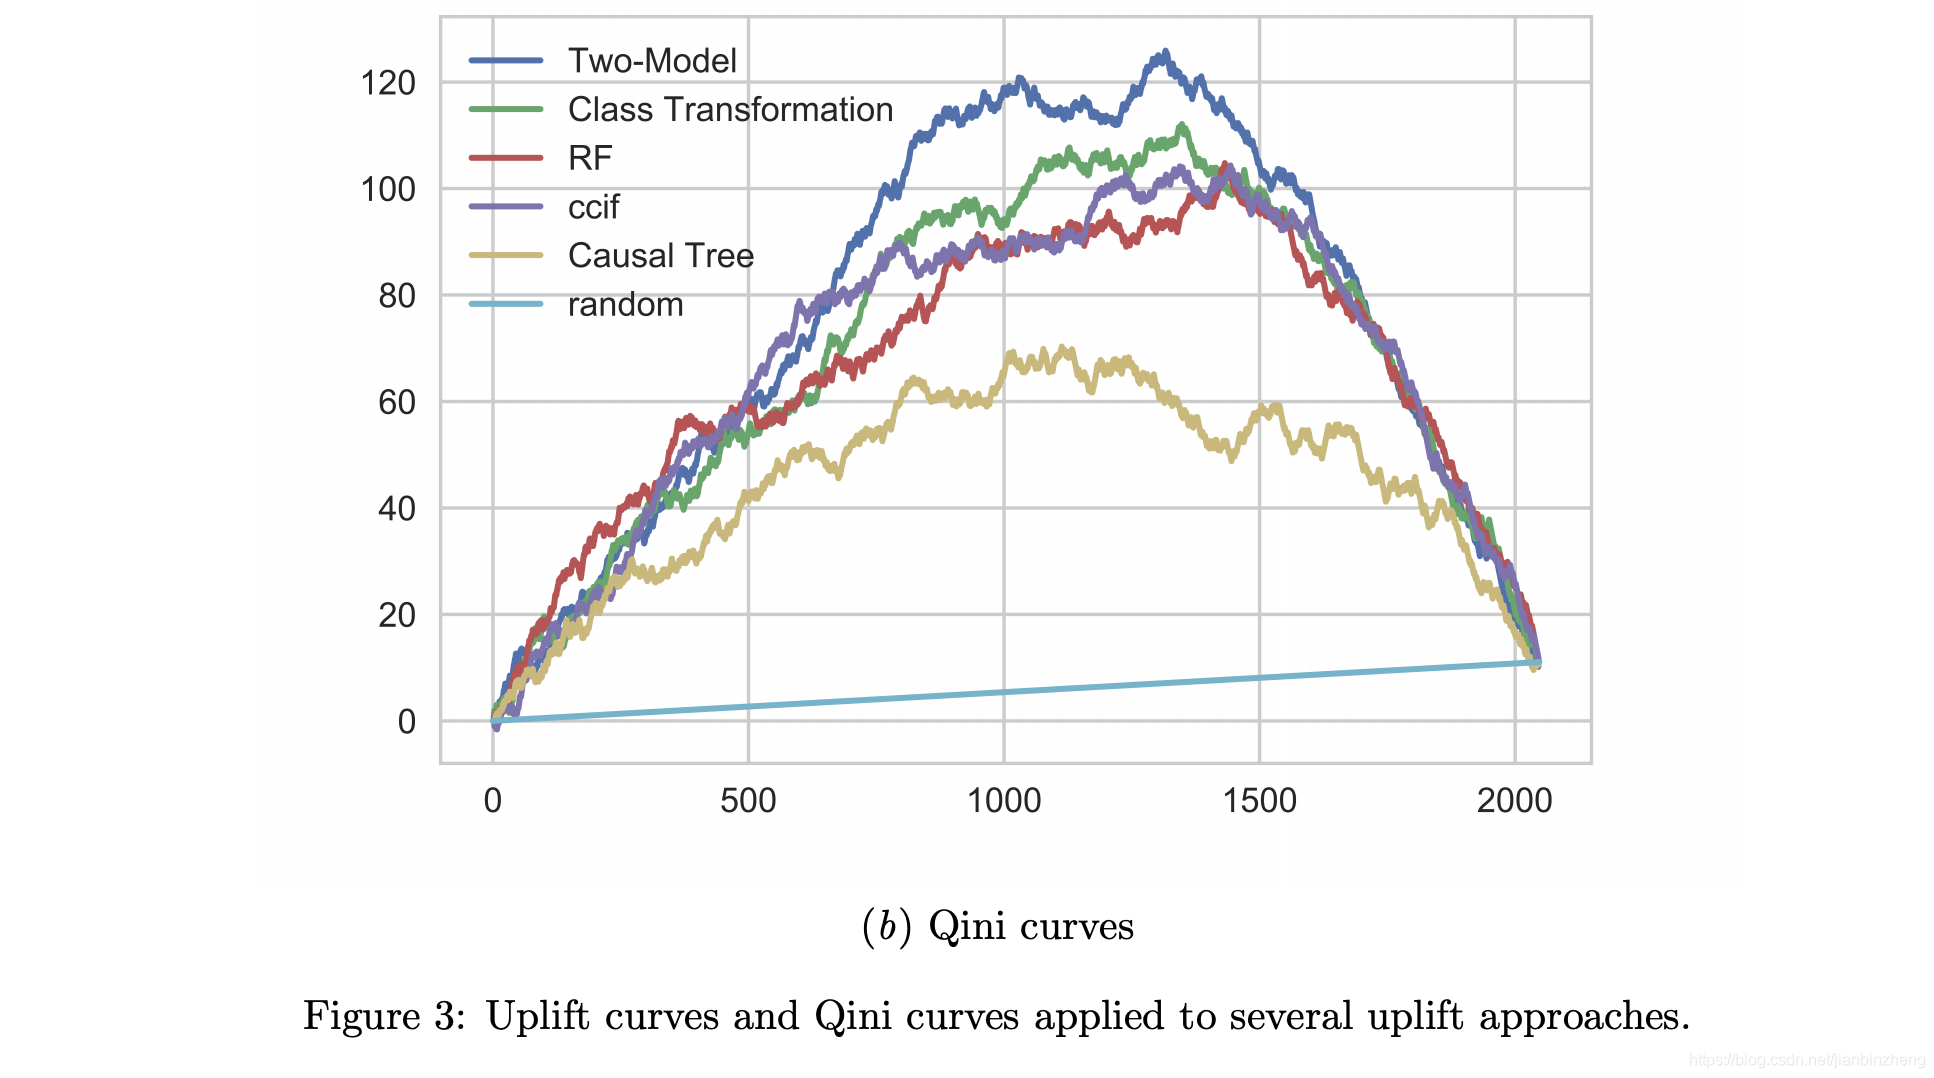 Two-Model
Class Transformation
RF
ccif
Causal Tree
random
120
100
80
60
40
20
0
0 500 1000 1500 2000
(b) Qini curves
Figure 3: Uplift curves and Qini curves applied to several uplift approaches.
https://blog.csdn.net/jianbinzheng